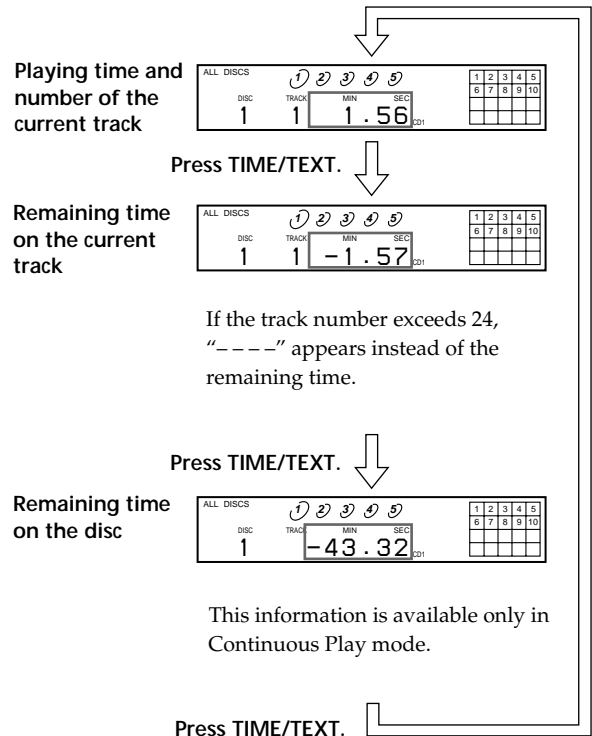 Playing time and
number of the
current track
ALL DISCS
1 2 3 4 5
DISC TRACK MIN SEC
1 1 1.56 CD1
1 2 3 4 5
6 7 8 9 10
Press TIME/TEXT.
Remaining time
on the current
track
ALL DISCS
1 2 3 4 5
DISC TRACK MIN SEC
1 1 –1.57 CD1
1 2 3 4 5
6 7 8 9 10
If the track number exceeds 24,
“– – – –” appears instead of the
remaining time.
Press TIME/TEXT.
Remaining time
on the disc
ALL DISCS
1 2 3 4 5
DISC TRACK MIN SEC
1 –43.32 CD1
1 2 3 4 5
6 7 8 9 10
This information is available only in
Continuous Play mode.
Press TIME/TEXT.